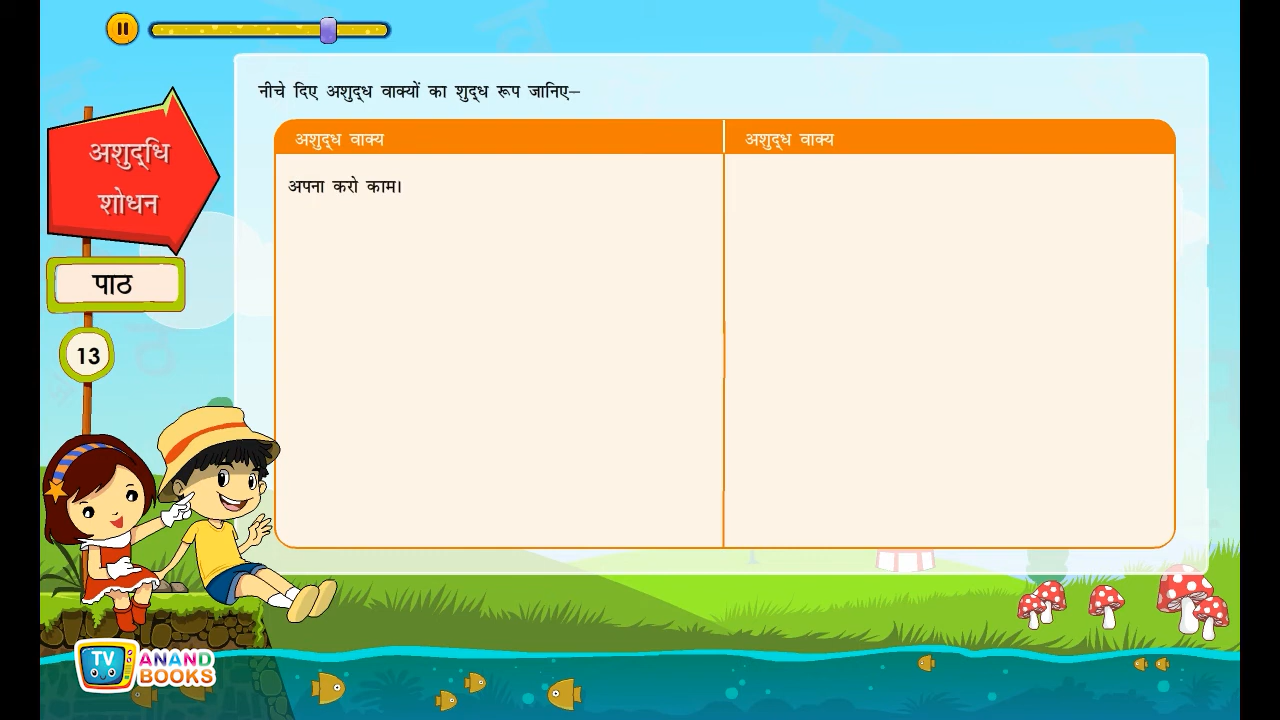 नीचे दिए अशुद्ध वाक्यों का शुद्ध रूप जानिए–
अशुद्धि
शोधन
पाठ
13
अशुद्ध वाक्य
अशुद्ध वाक्य
अपना करो काम।
TV
ANAND
BOOKS